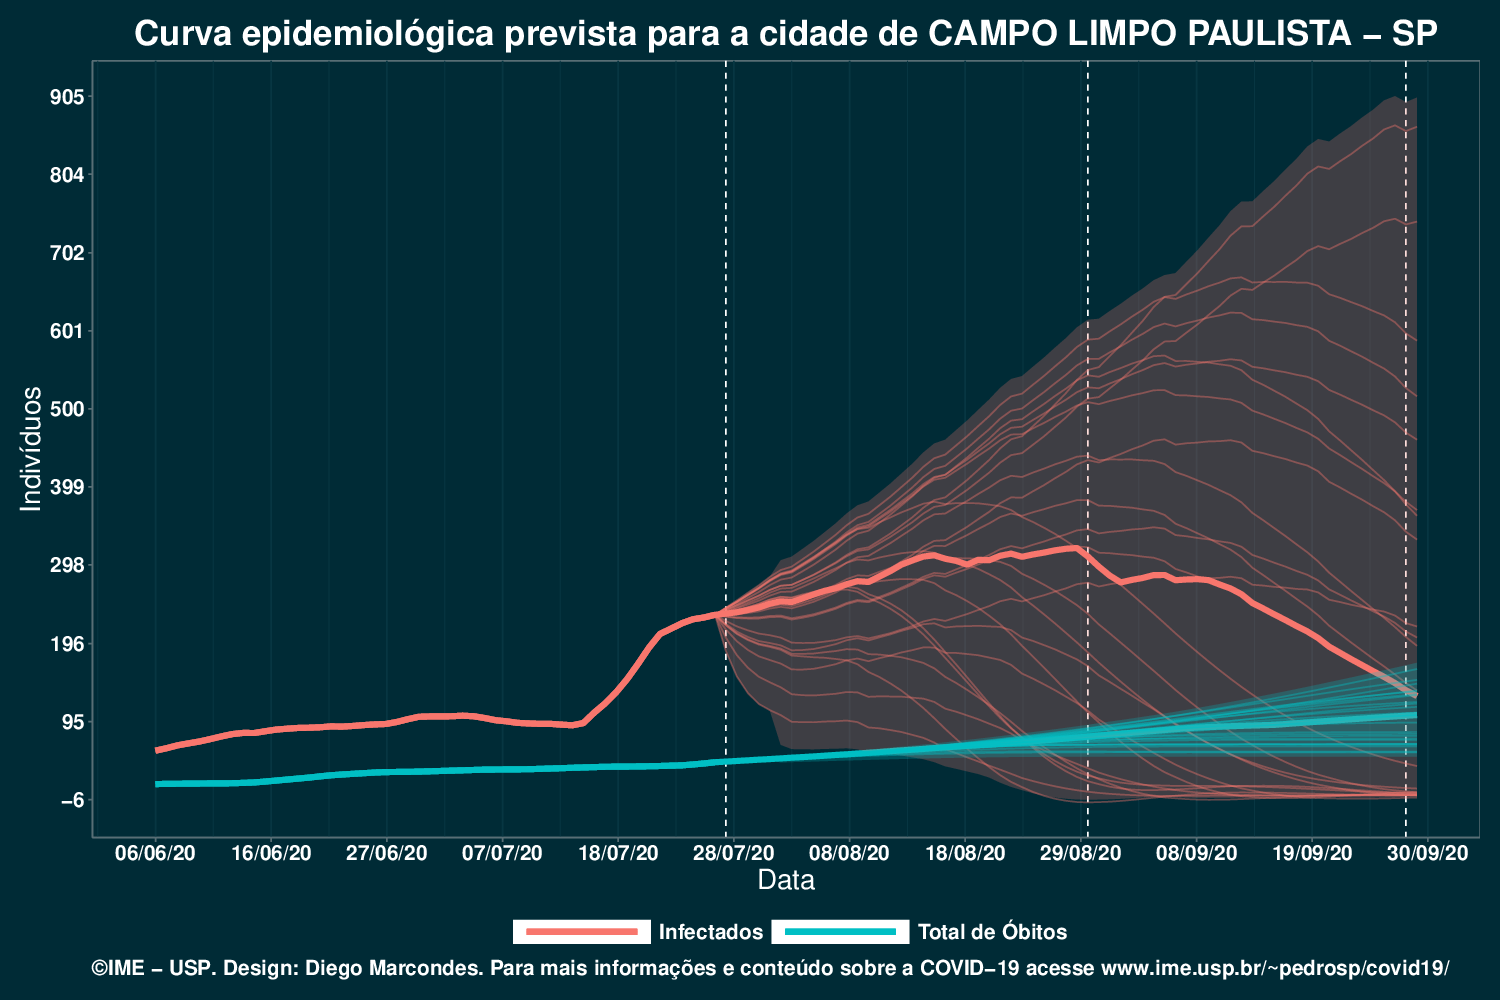 Curva epidemiológica prevista para a cidade de CAMPO LIMPO PAULISTA – SP
905
804
702
601
500
399
298
196
95
–6
Indivíduos
06/06/20 16/06/20 27/06/20 07/07/20 18/07/20 28/07/20 08/08/20 18/08/20 29/08/20 08/09/20 19/09/20 30/09/20
Data
Infectados Total de Óbitos
©IME – USP. Design: Diego Marcondes. Para mais informações e conteúdo sobre a COVID–19 acesse www.ime.usp.br/~pedrosp/covid19/